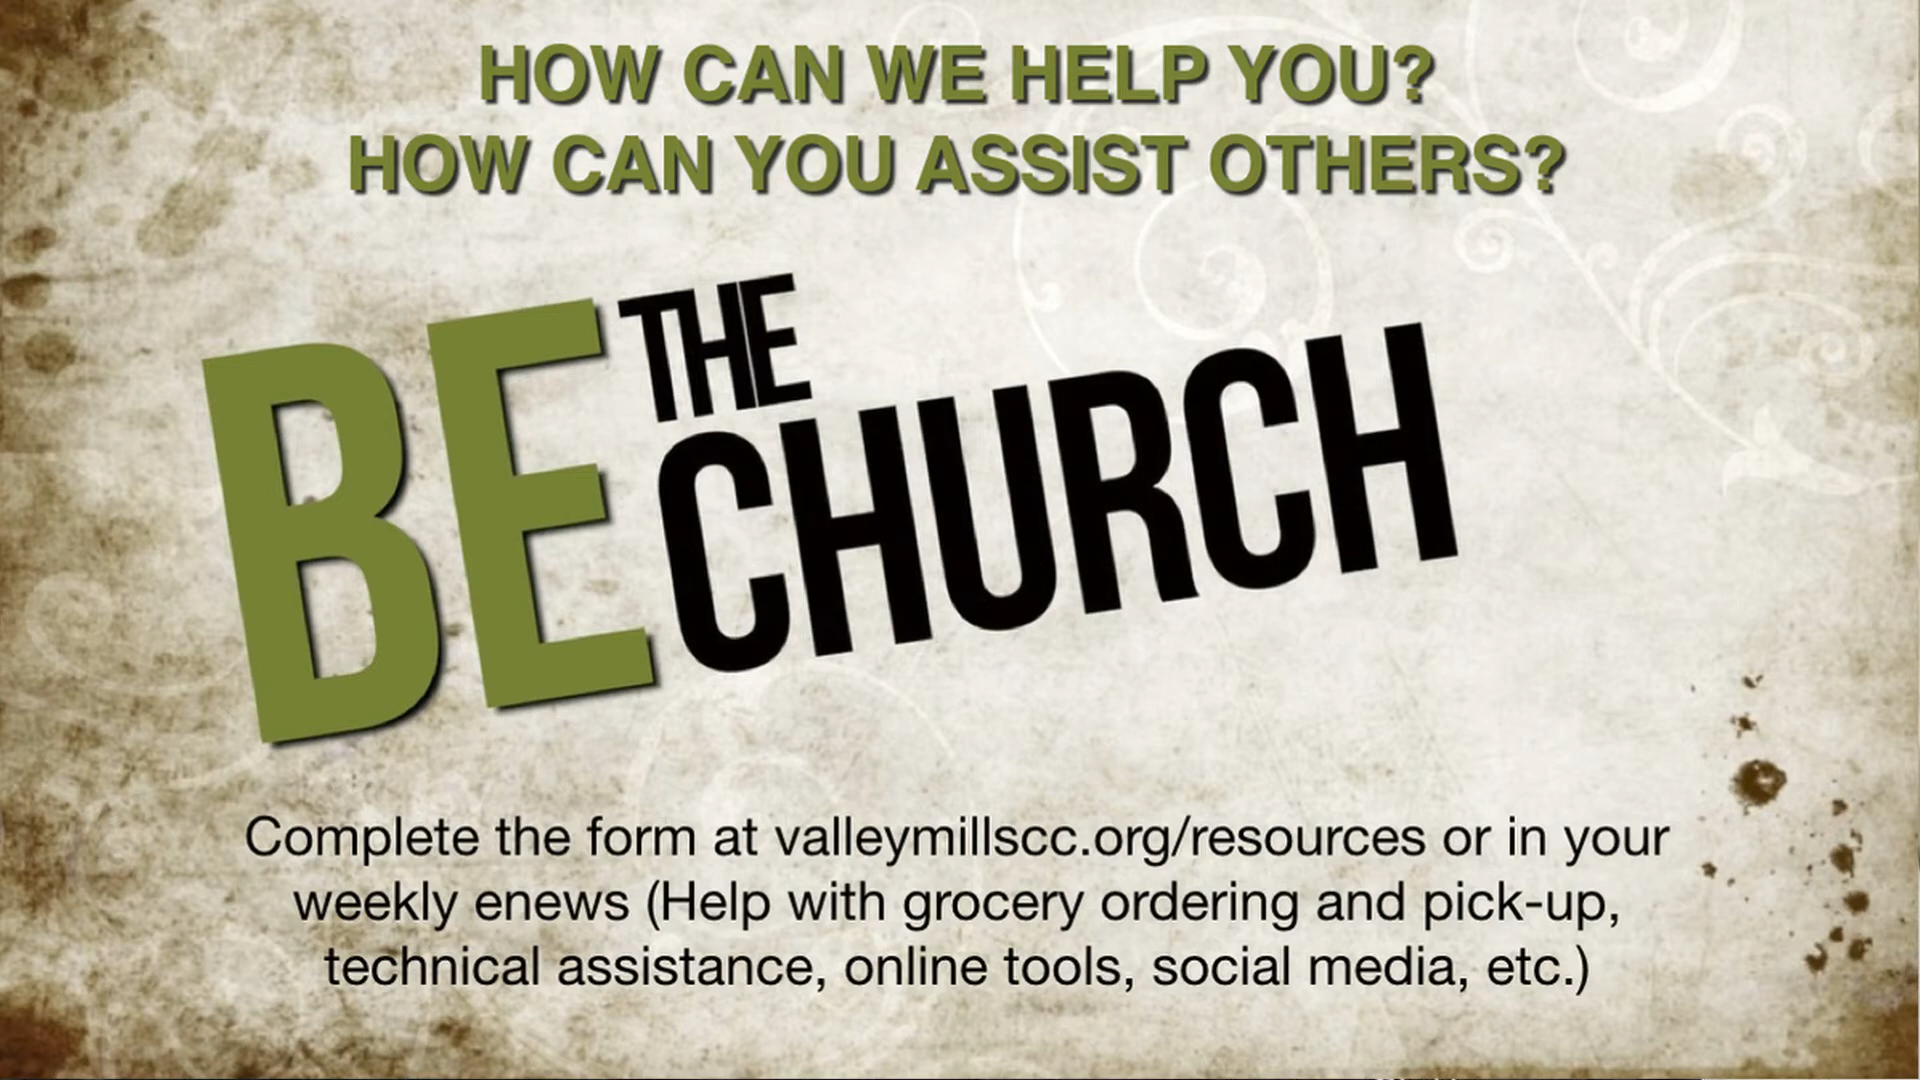 HOW CAN WE HELP YOU?
HOW CAN YOU ASSIST OTHERS?
BE THE
CHURCH
Complete the form at valleymillscc.org/resources or in your
weekly enews (Help with grocery ordering and pick-up,
technical assistance, online tools, social media, etc.)